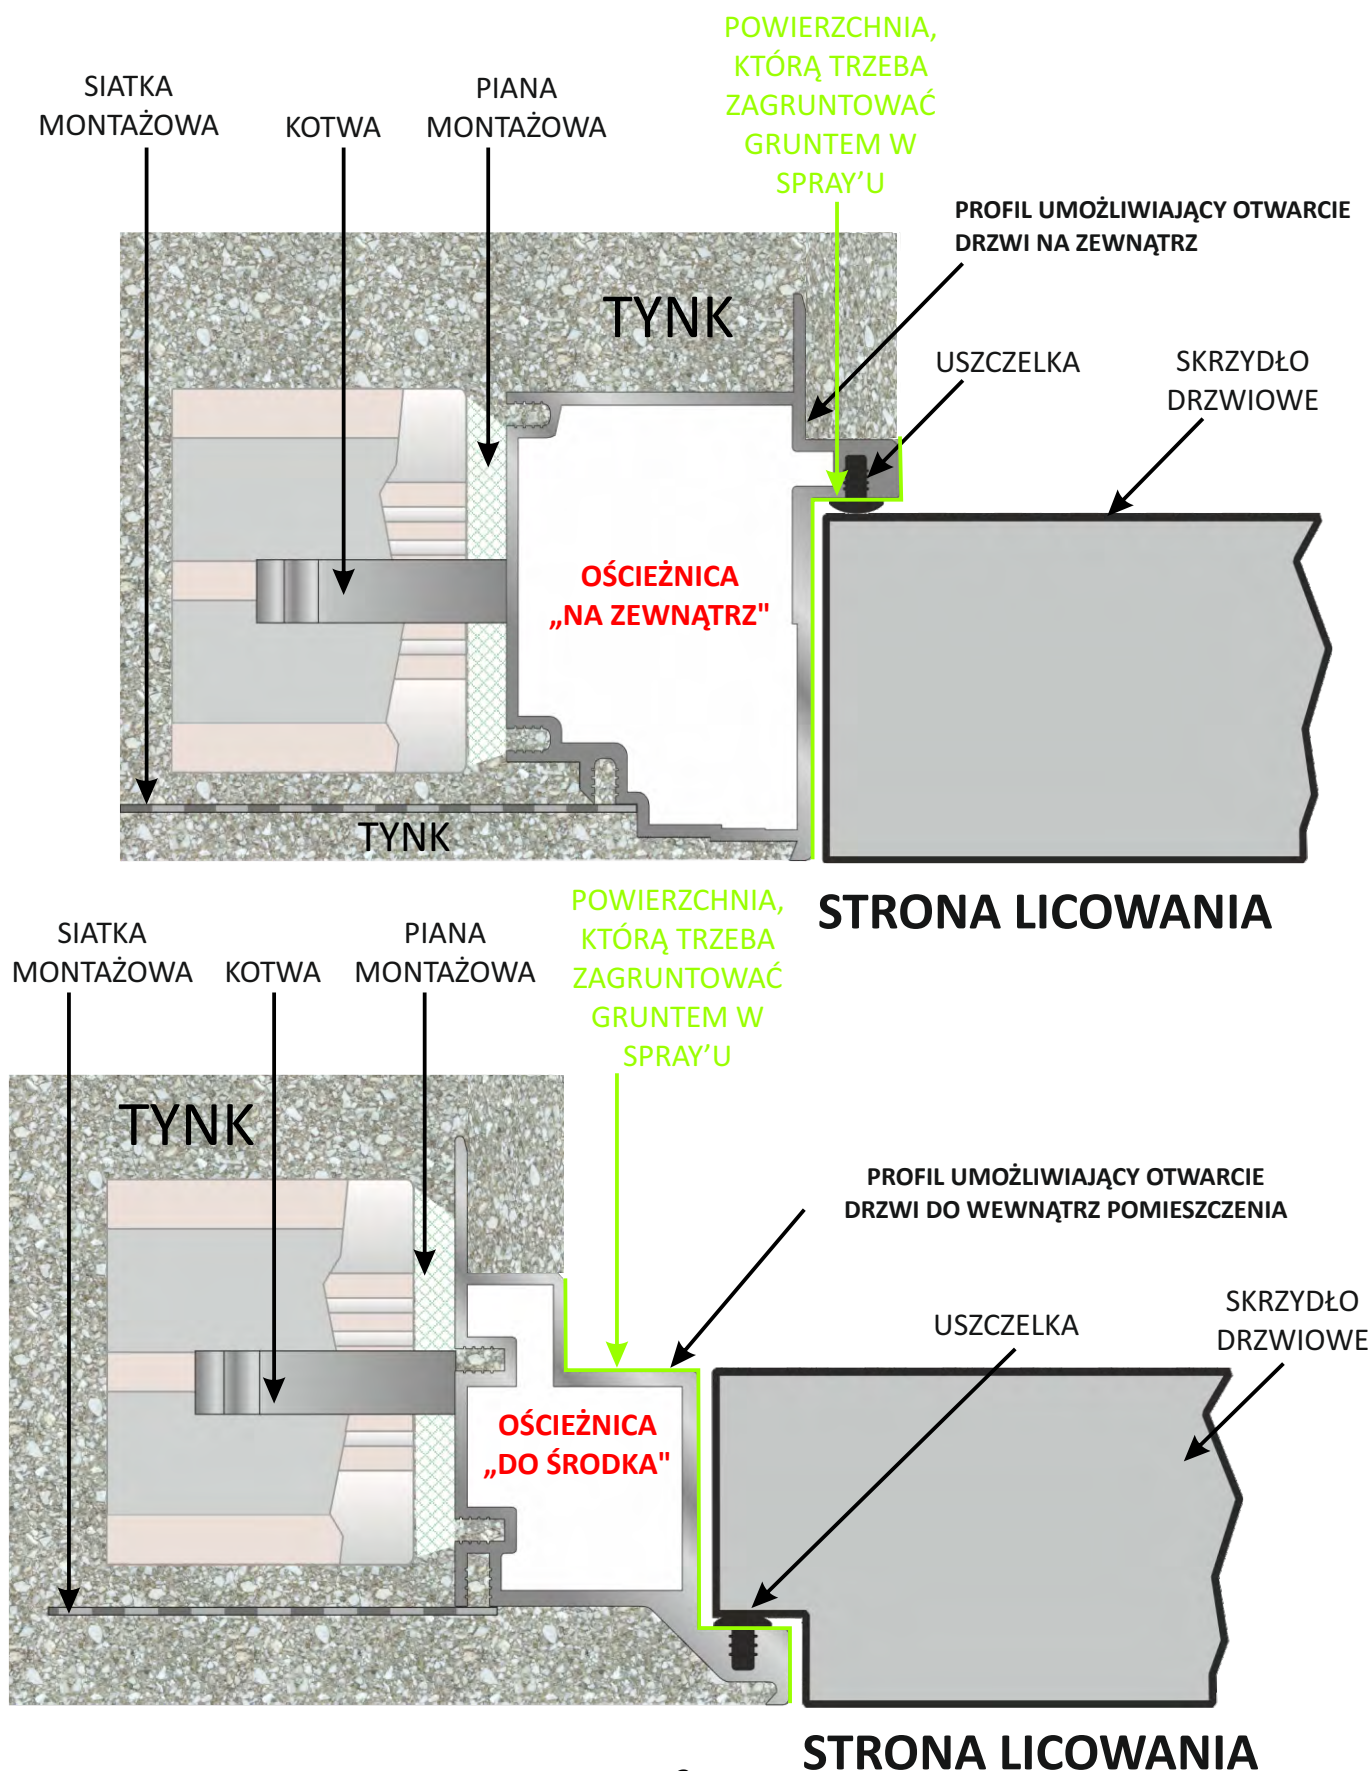 POWIERZCHNIA,
KTÓRĄ TRZEBA
ZAGRUNTOWAĆ
GRUNTEM W
SPRAY'U
SIATKA
MONTAŻOWA
KOTWA
PIANA
MONTAŻOWA
PROFIL UMOŻLIWIAJĄCY OTWARCIE
DRZWI NA ZEWNĄTRZ
TYNK
USZCZELKA
SKRZYDŁO
DRZWIOWE
OŚCIEŻNICA
„NA ZEWNĄTRZ"
TYNK
STRONA LICOWANIA
POWIERZCHNIA,
KTÓRĄ TRZEBA
ZAGRUNTOWAĆ
GRUNTEM W
SPRAY'U
SIATKA
MONTAŻOWA
KOTWA
PIANA
MONTAŻOWA
TYNK
PROFIL UMOŻLIWIAJĄCY OTWARCIE
DRZWI DO WEWNĄTRZ POMIESZCZENIA
USZCZELKA
SKRZYDŁO
DRZWIOWE
OŚCIEŻNICA
„DO ŚRODKA"
STRONA LICOWANIA